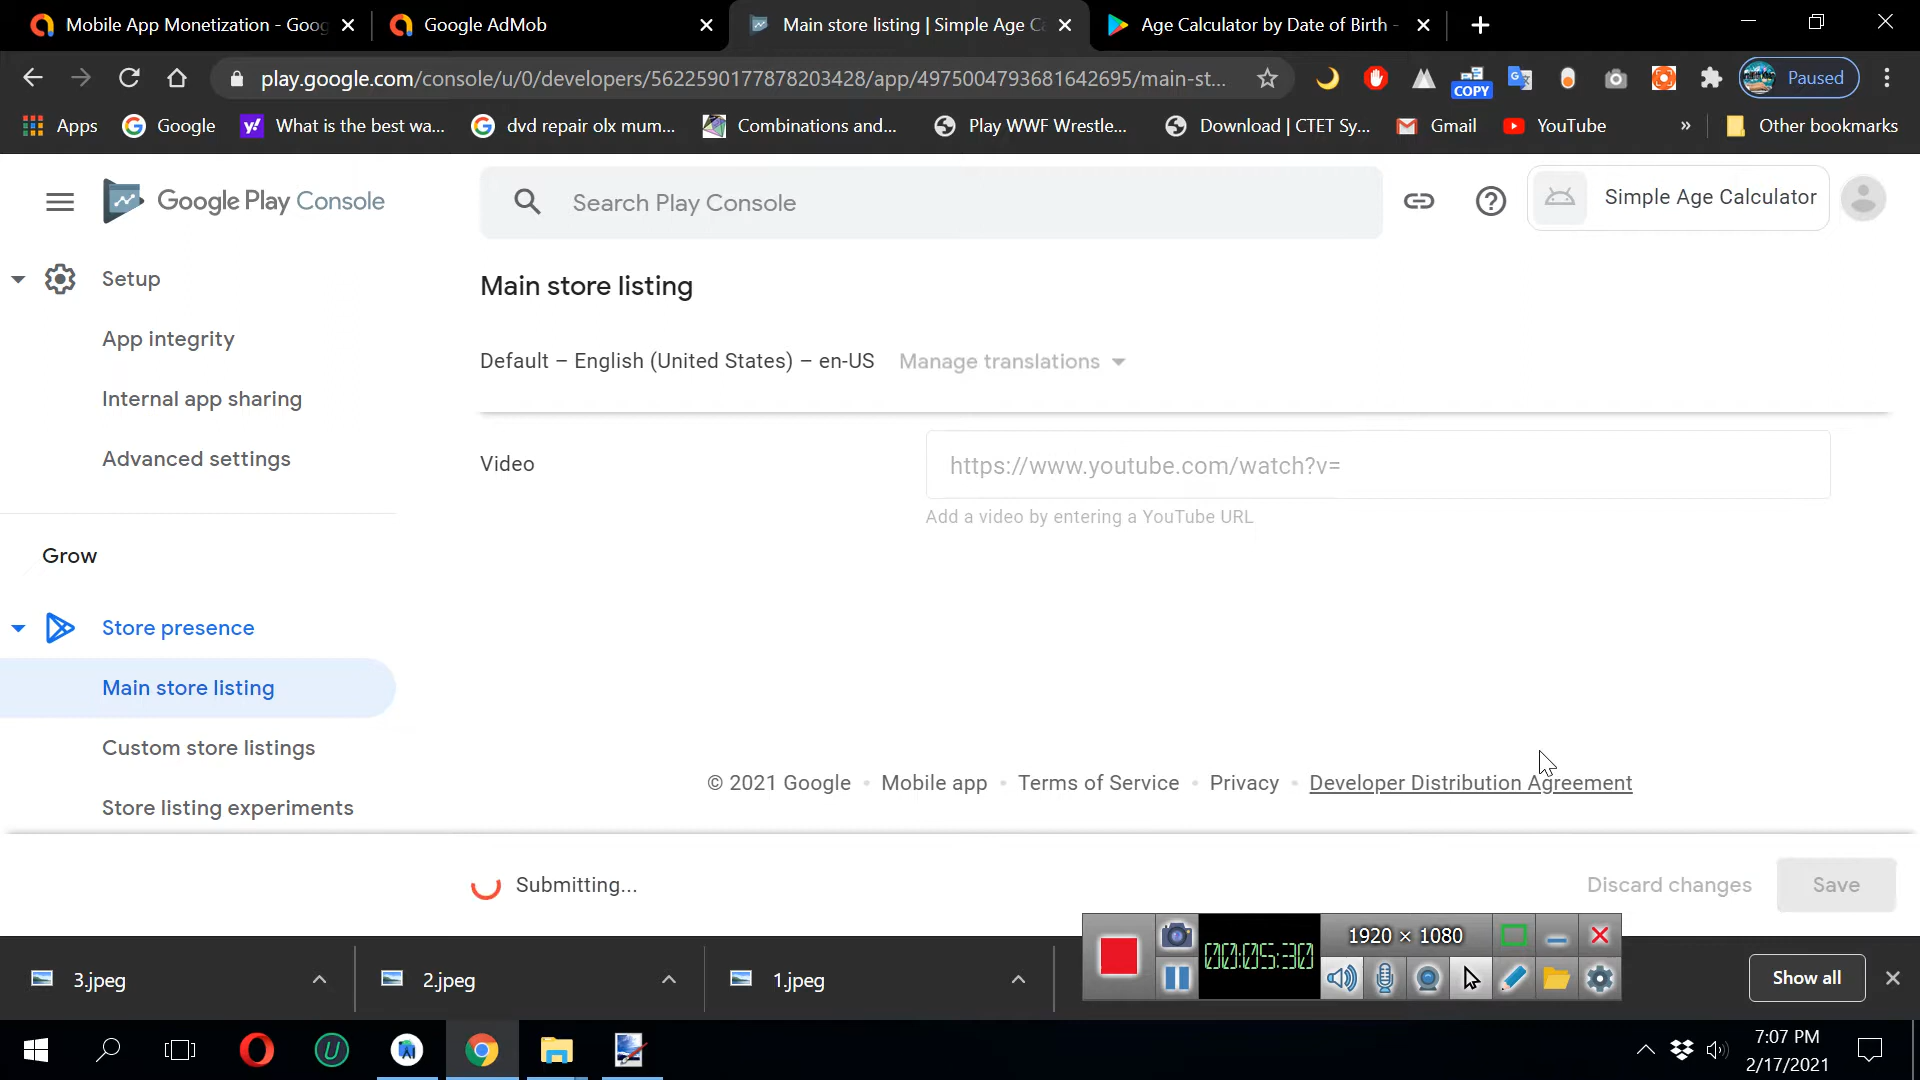 Mobile App Monetization - Goog
Google AdMob
Main store listing | Simple Age Ca
Age Calculator by Date of Birth -
play.google.com/console/u/0/developers/5622590177878203428/app/4975004793681642695/main-st...
COPY
Paused
Apps
Google
What is the best wa...
dvd repair olx mum...
Combinations and...
Play WWF Wrestle...
Download | CTET Sy...
Gmail
YouTube
»
Other bookmarks
Google Play Console
Search Play Console
Simple Age Calculator
Setup
App integrity
Internal app sharing
Advanced settings
Grow
Store presence
Main store listing
Custom store listings
Store listing experiments
Main store listing
Default – English (United States) – en-US
Manage translations
Video
https://www.youtube.com/watch?v=
Add a video by entering a YouTube URL
© 2021 Google • Mobile app • Terms of Service • Privacy • Developer Distribution Agreement
Submitting...
Discard changes
Save
1920 × 1080
00:05:30
3.jpeg
2.jpeg
1.jpeg
Show all
7:07 PM
2/17/2021